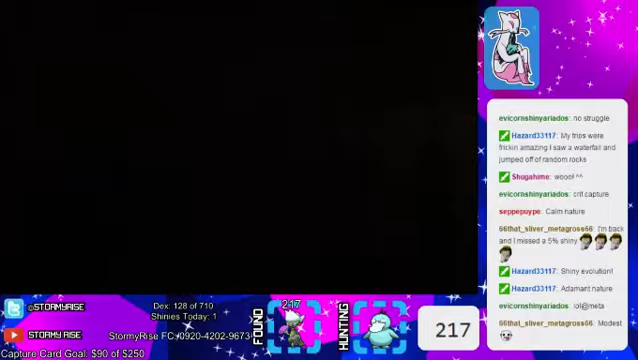 evicornshinyariados: no struggle
Hazard33117: My trips were
frickin amazing I saw a waterfall and
jumped off of random rocks
Shugahime: wooo! ^^
evicornshinyariados: crit capture
seppepuype: Calm nature
66that_sliver_metagross66: I'm back
and I missed a 5% shiny
Hazard33117: Shiny evolution!
Hazard33117: Adamant nature
evicornshinyariados: lol@meta
66that_sliver_metagross66: Modest
@STORMYRISE
STORMY RISE
Capture Card Goal: $90 of $250
Dex: 128 of 710
Shinies Today: 1
StormyRise FC:0920-4202-9673
FOUND
217
HUNTING
217